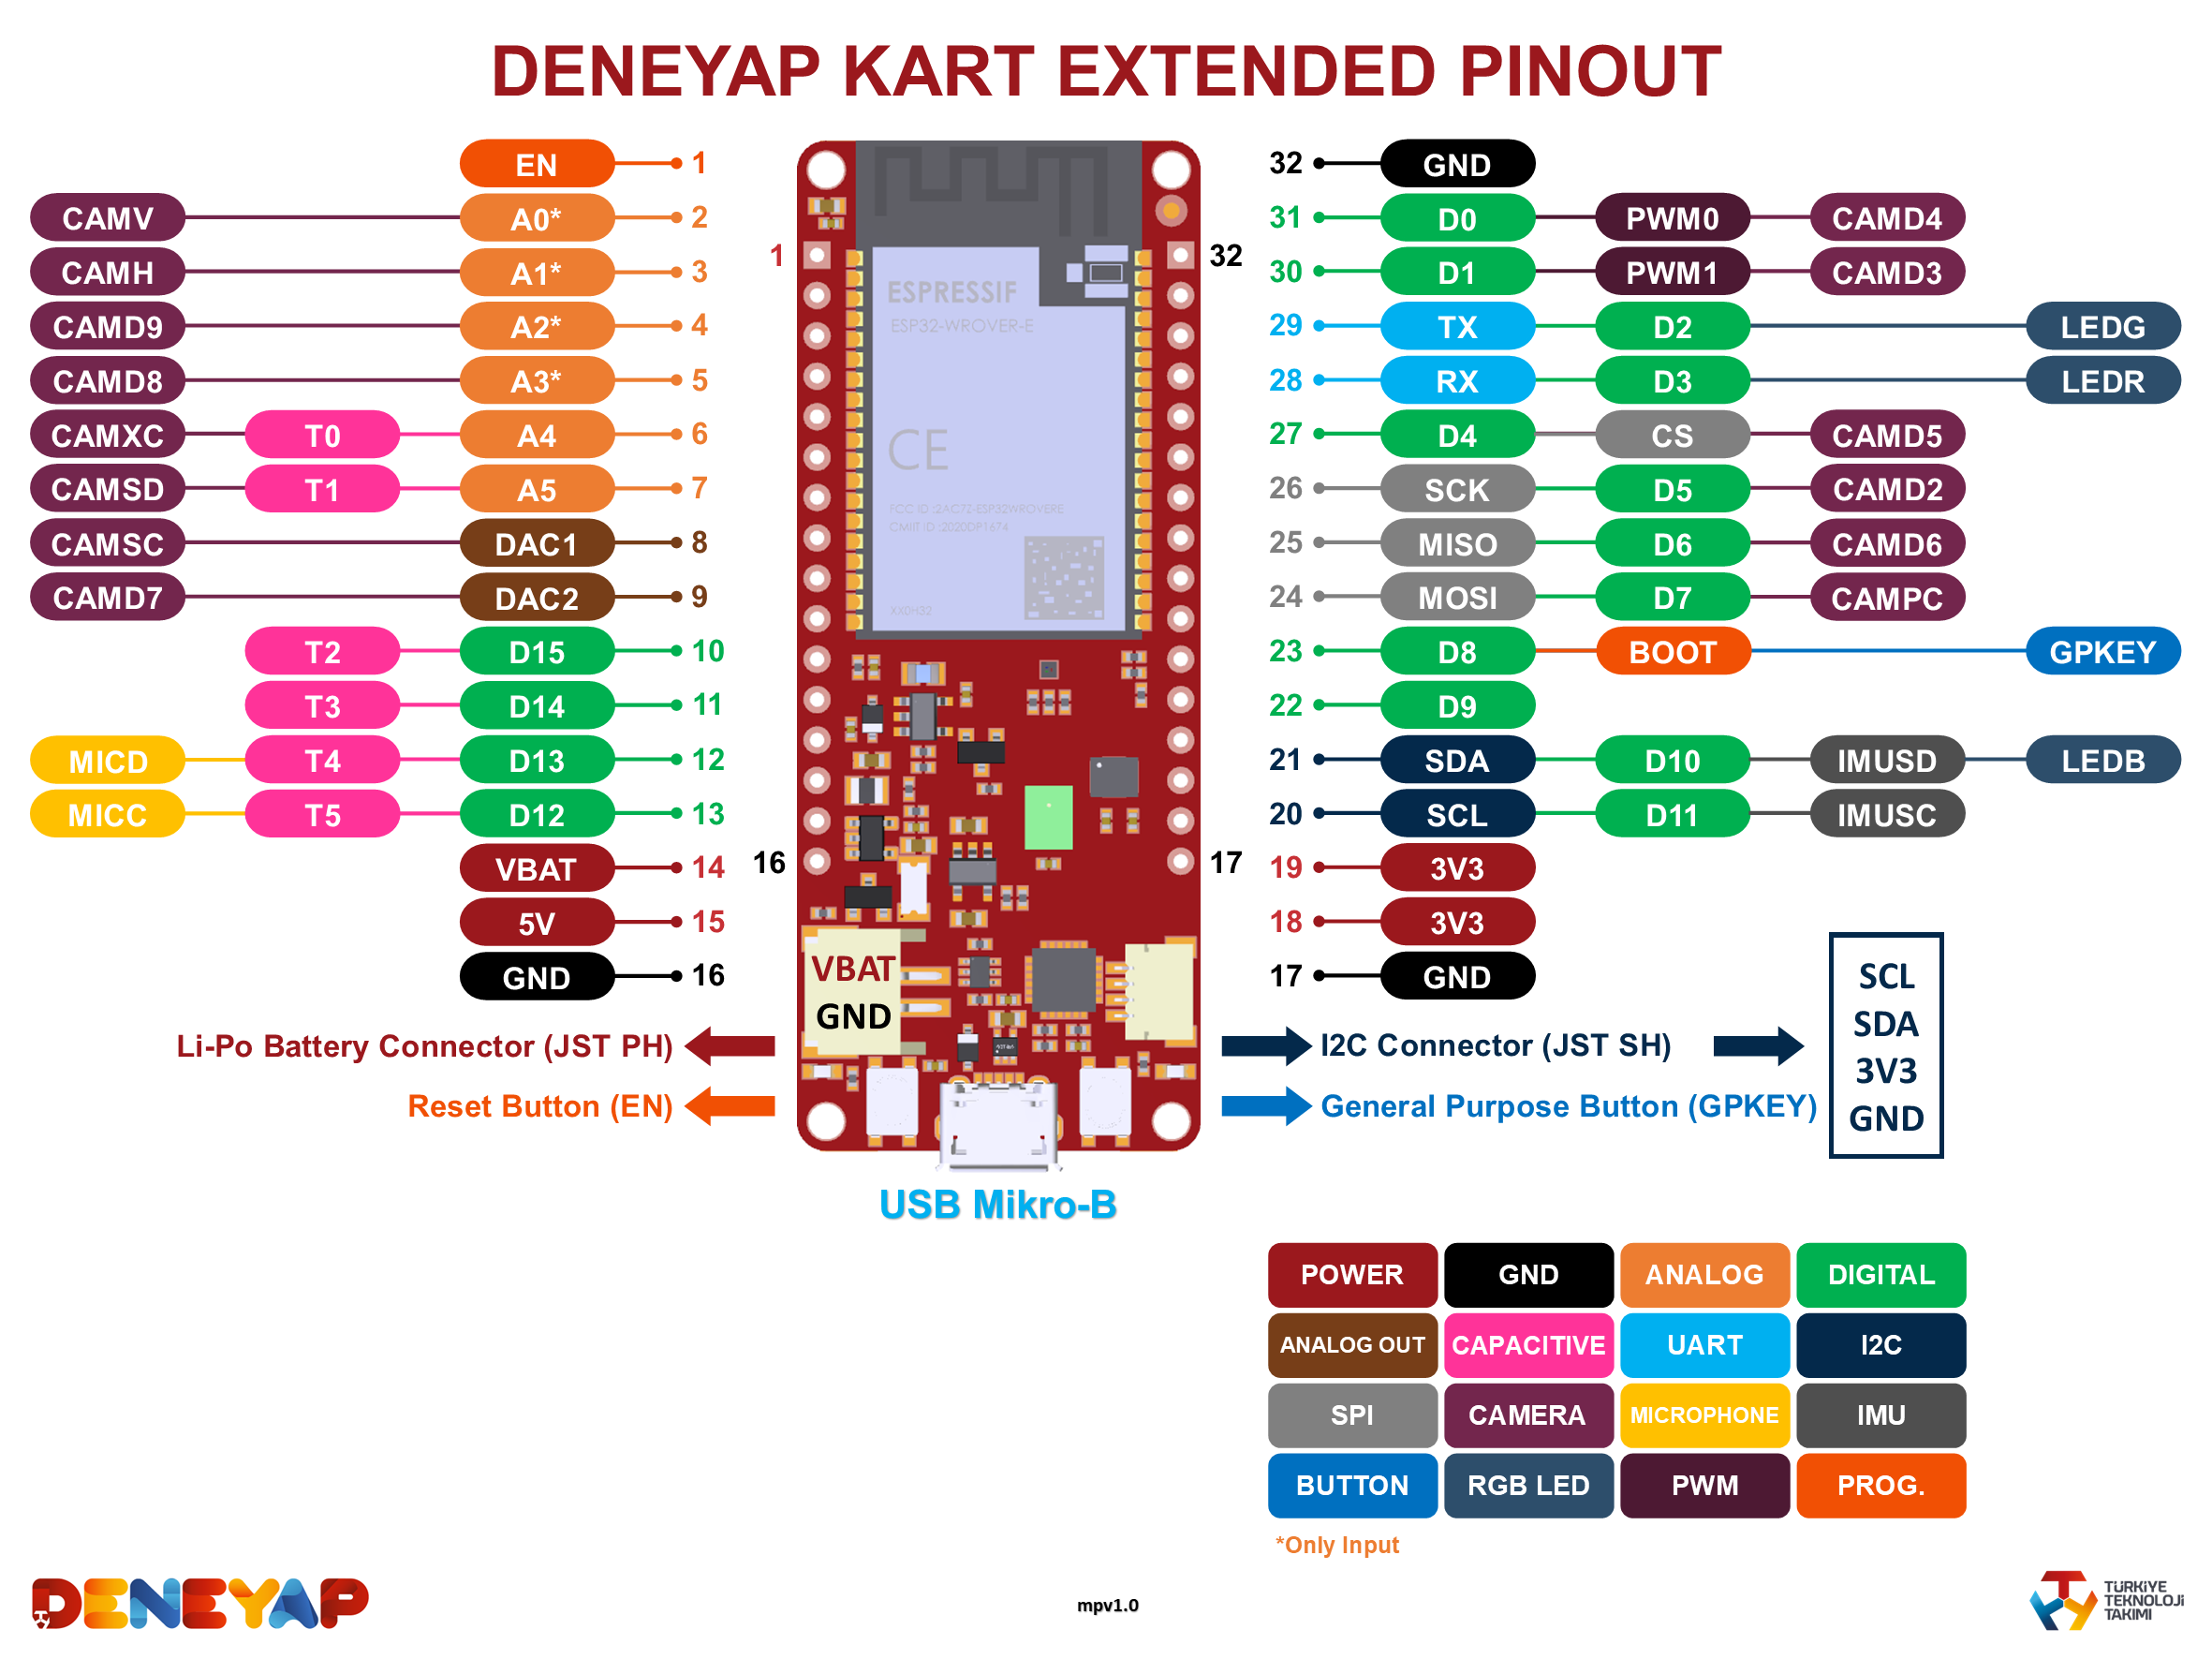 DENEYAP KART EXTENDED PINOUT
EN 1
CAMV A0* 2
CAMH A1* 3
CAMD9 A2* 4
CAMD8 A3* 5
CAMXC T0 A4 6
CAMSD T1 A5 7
CAMSC DAC1 8
CAMD7 DAC2 9
T2 D15 10
T3 D14 11
MICD T4 D13 12
MICC T5 D12 13
VBAT 14
5V 15
GND 16
Li-Po Battery Connector (JST PH)
Reset Button (EN)
1
32
16
17
ESPRESSIF
ESP32-WROVER-E
CE
FCC ID :2AC7Z-ESP32WROVERE
CMIIT ID :2020DP1674
XX0H32
VBAT
GND
USB Mikro-B
32 GND
31 D0 PWM0 CAMD4
30 D1 PWM1 CAMD3
29 TX D2 LEDG
28 RX D3 LEDR
27 D4 CS CAMD5
26 SCK D5 CAMD2
25 MISO D6 CAMD6
24 MOSI D7 CAMPC
23 D8 BOOT GPKEY
22 D9
21 SDA D10 IMUSD LEDB
20 SCL D11 IMUSC
19 3V3
18 3V3
17 GND
I2C Connector (JST SH)
General Purpose Button (GPKEY)
SCL
SDA
3V3
GND
POWER GND ANALOG DIGITAL
ANALOG OUT CAPACITIVE UART I2C
SPI CAMERA MICROPHONE IMU
BUTTON RGB LED PWM PROG.
*Only Input
DENEYAP
mpv1.0
TÜRKİYE
TEKNOLOJİ
TAKIMI